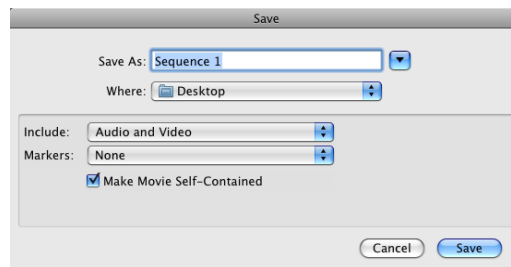 Save
Save As: Sequence 1
Where: Desktop
Include: Audio and Video
Markers: None
Make Movie Self-Contained
Cancel Save